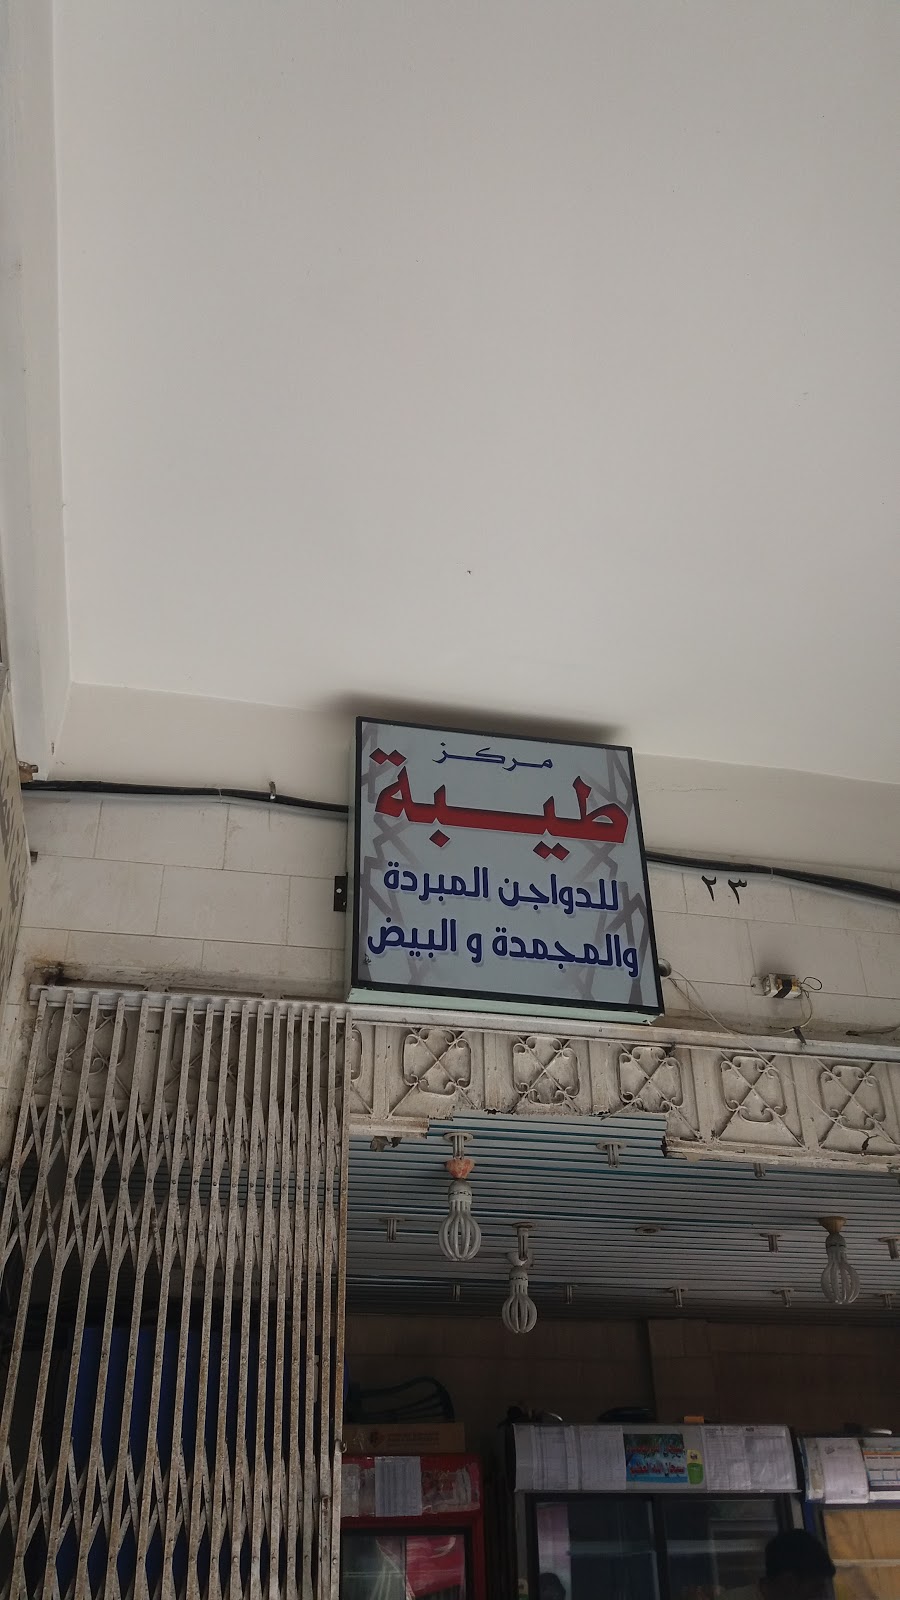 مركز
طيبة
للدواجن المبردة
والمجمدة و البيض
٢٣